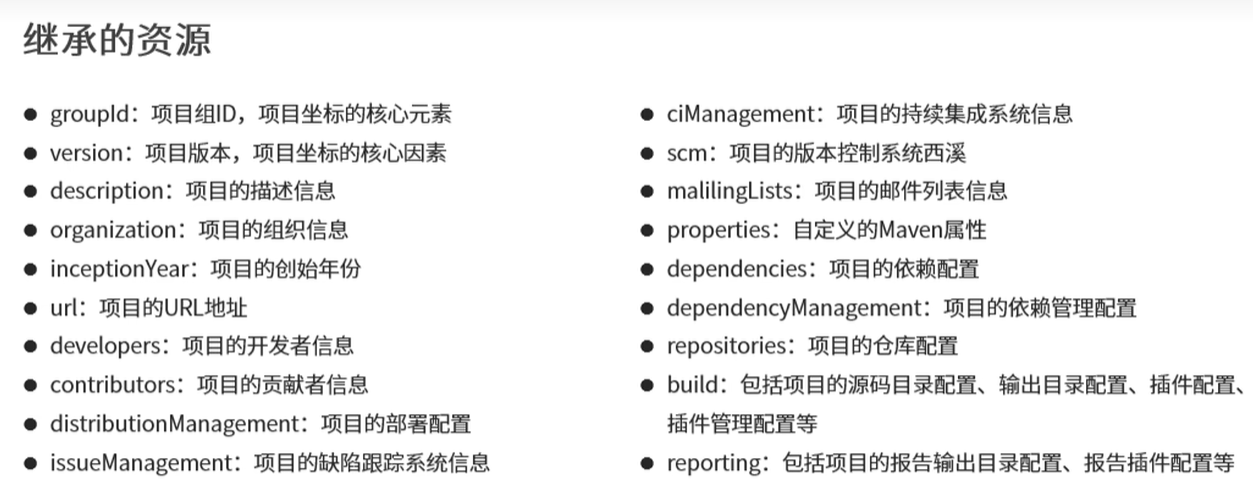 继承的资源
● groupId：项目组ID，项目坐标的核心元素
● version：项目版本，项目坐标的核心因素
● description：项目的描述信息
● organization：项目的组织信息
● inceptionYear：项目的创始年份
● url：项目的URL地址
● developers：项目的开发者信息
● contributors：项目的贡献者信息
● distributionManagement：项目的部署配置
● issueManagement：项目的缺陷跟踪系统信息
● ciManagement：项目的持续集成系统信息
● scm：项目的版本控制系统西溪
● malilingLists：项目的邮件列表信息
● properties：自定义的Maven属性
● dependencies：项目的依赖配置
● dependencyManagement：项目的依赖管理配置
● repositories：项目的仓库配置
● build：包括项目的源码目录配置、输出目录配置、插件配置、
插件管理配置等
● reporting：包括项目的报告输出目录配置、报告插件配置等